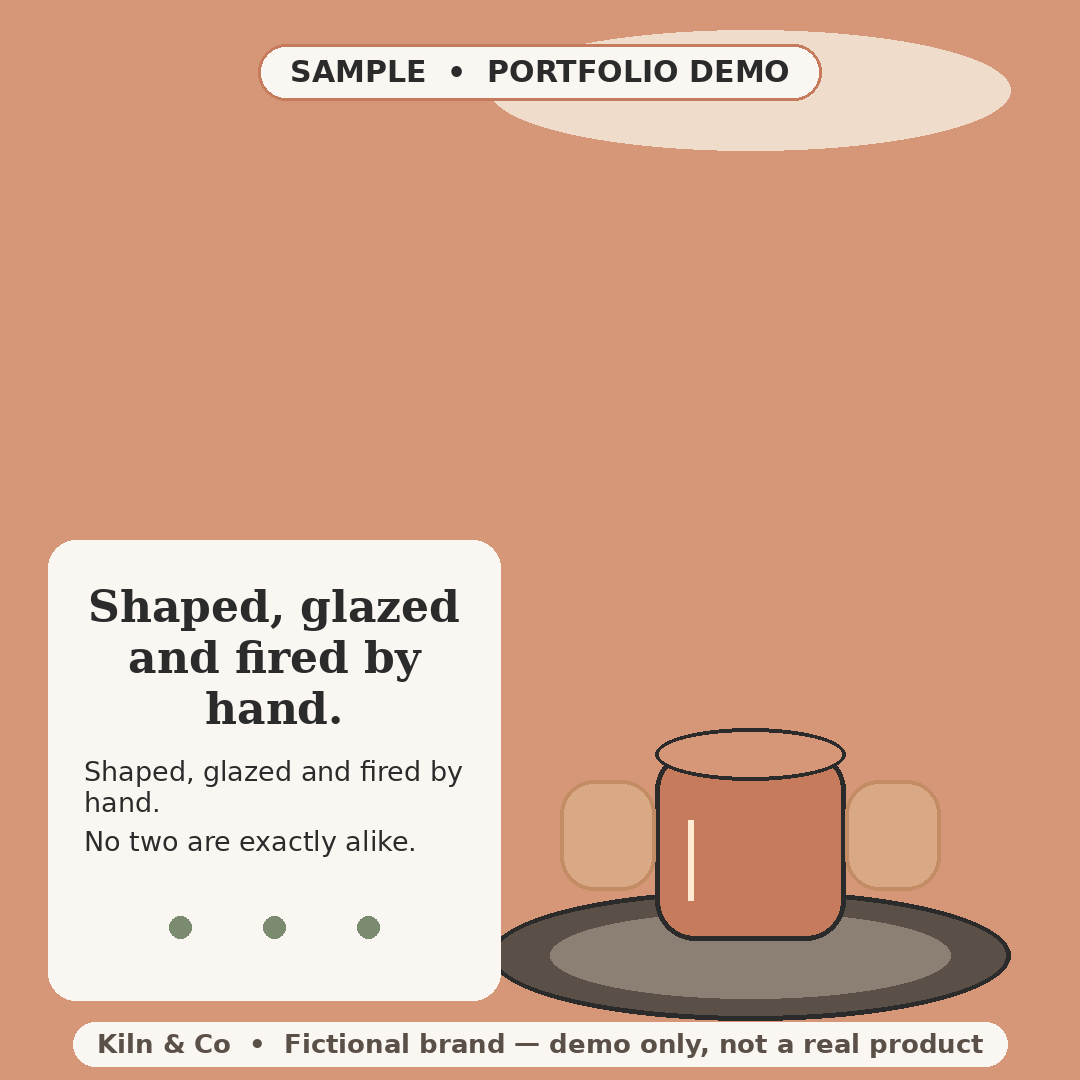 SAMPLE • PORTFOLIO DEMO
Shaped, glazed
and fired by
hand.
Shaped, glazed and fired by
hand.
No two are exactly alike.
Kiln & Co • Fictional brand — demo only, not a real product